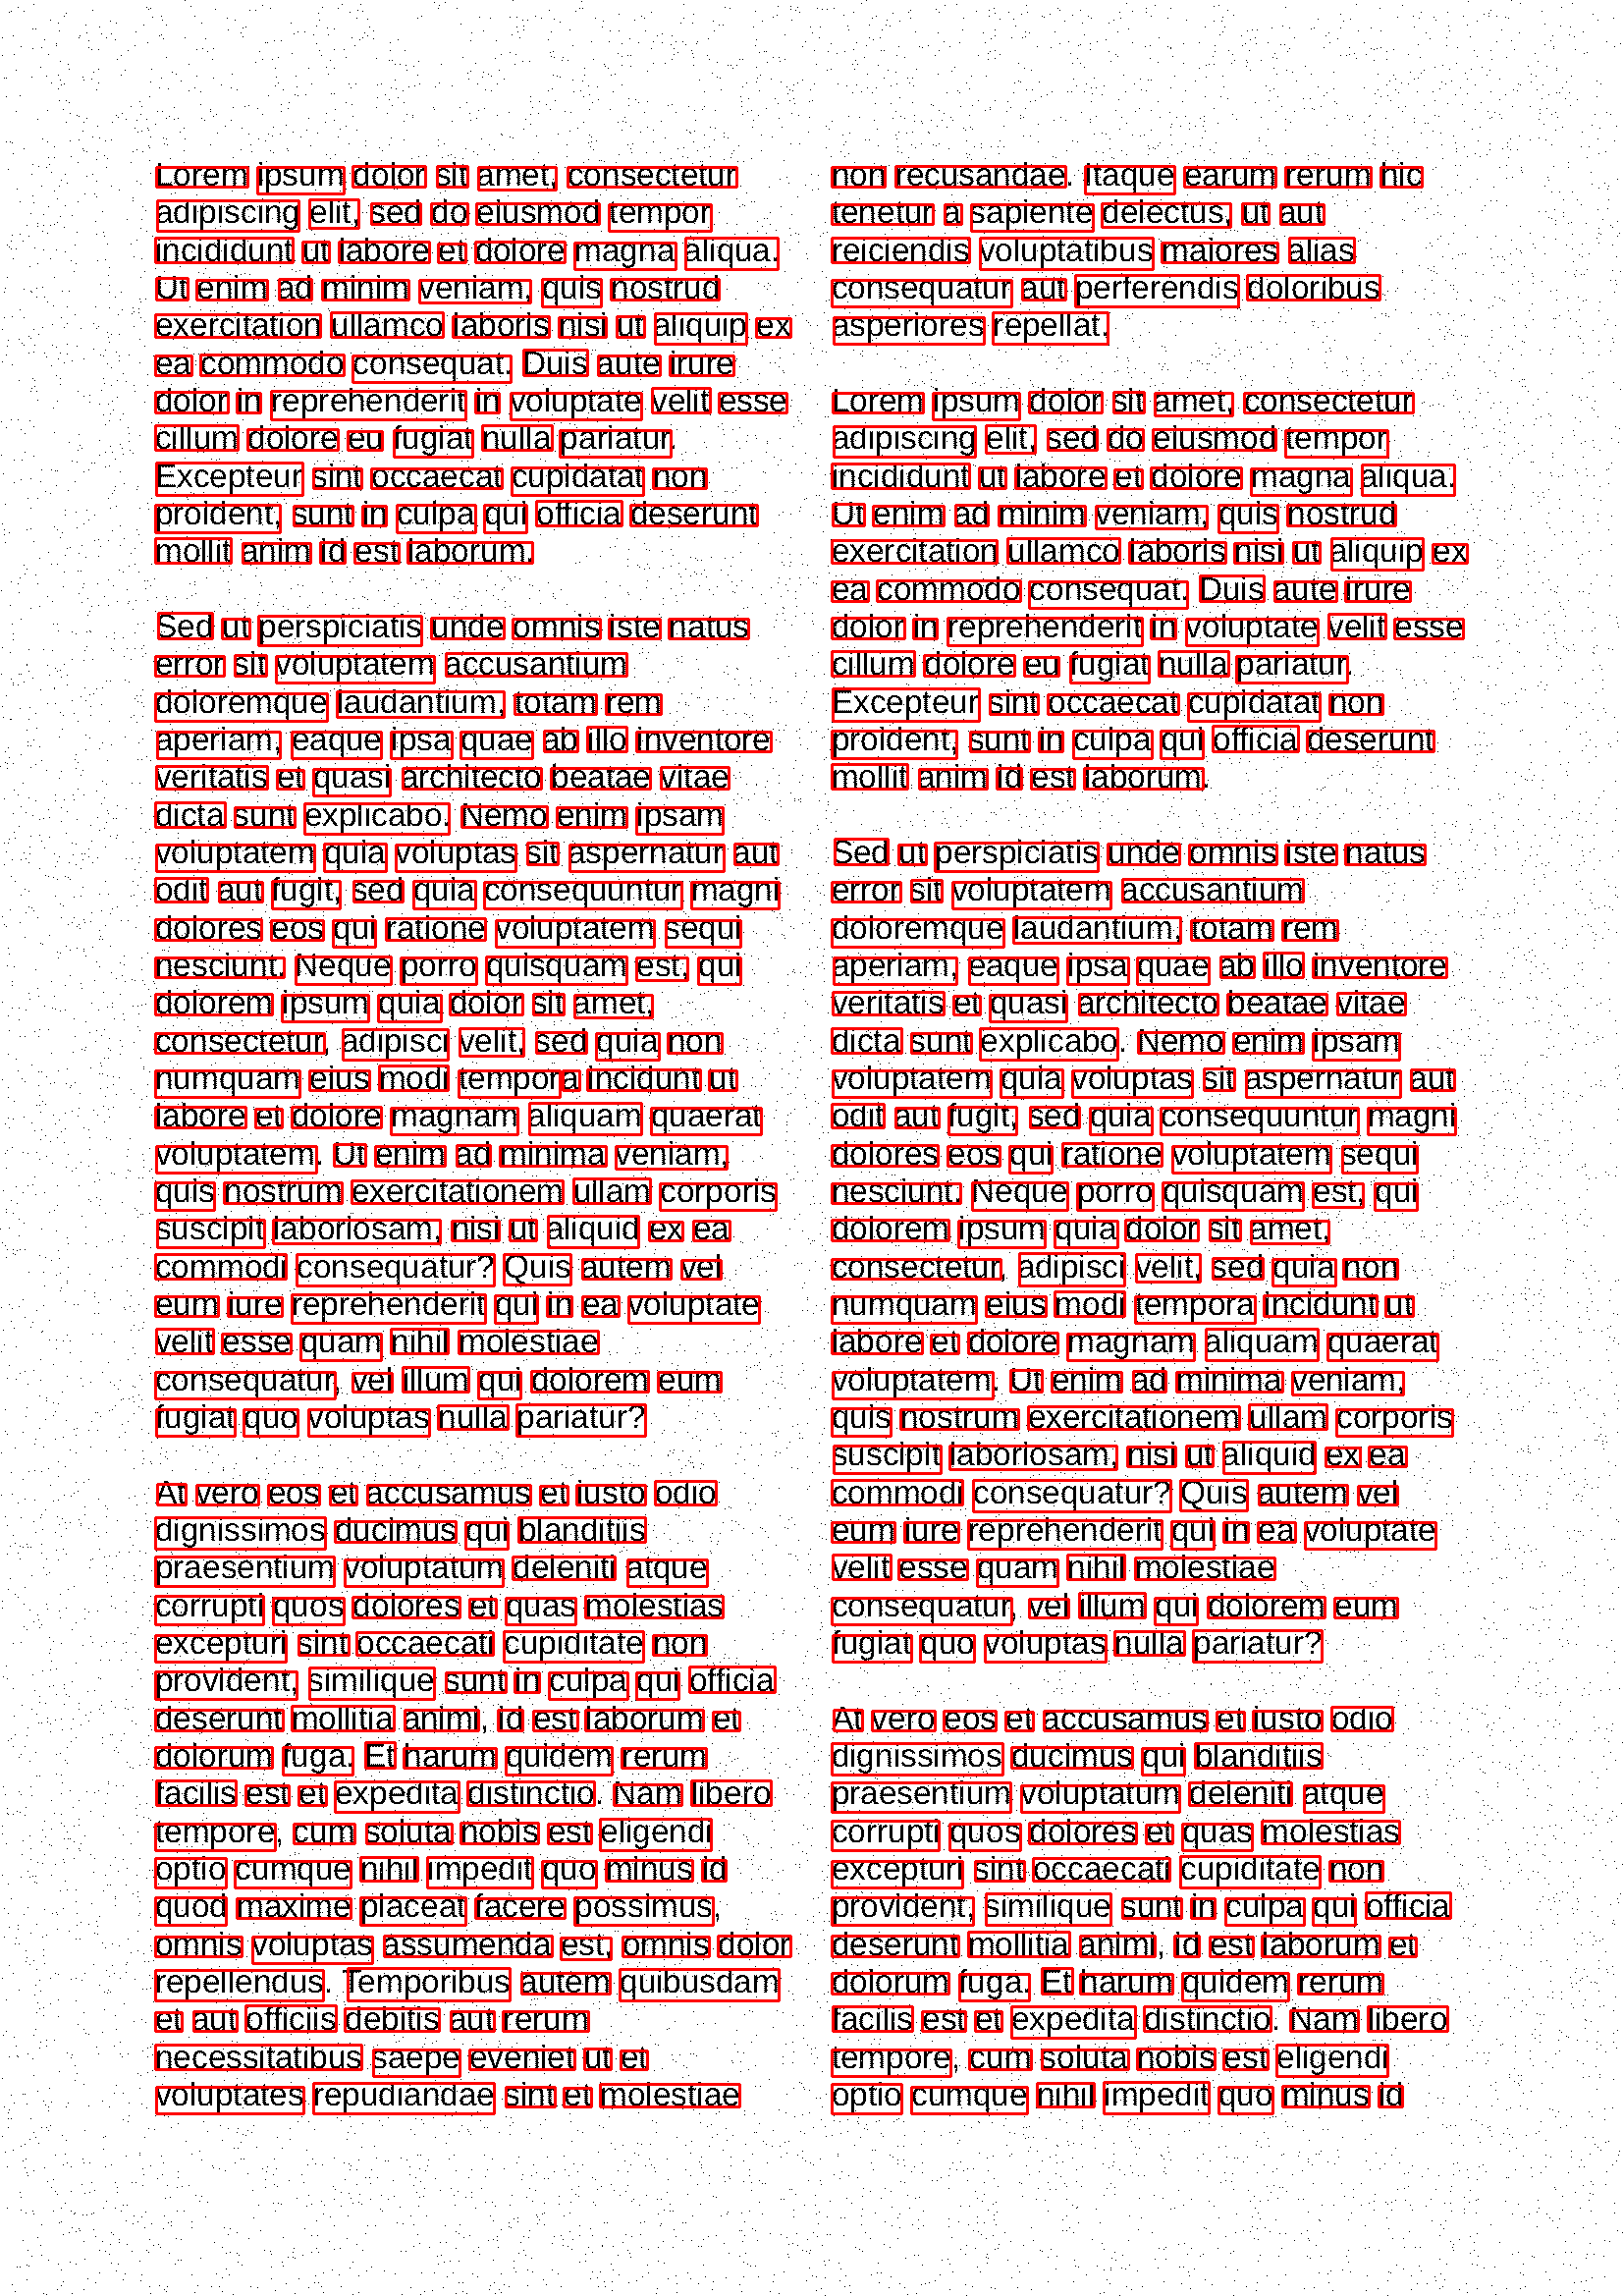 Lorem ipsum dolor sit amet, consectetur
adipiscing elit, sed do eiusmod tempor
incididunt ut labore et dolore magna aliqua.
Ut enim ad minim veniam, quis nostrud
exercitation ullamco laboris nisi ut aliquip ex
ea commodo consequat. Duis aute irure
dolor in reprehenderit in voluptate velit esse
cillum dolore eu fugiat nulla pariatur.
Excepteur sint occaecat cupidatat non
proident, sunt in culpa qui officia deserunt
mollit anim id est laborum.
Sed ut perspiciatis unde omnis iste natus
error sit voluptatem accusantium
doloremque laudantium, totam rem
aperiam, eaque ipsa quae ab illo inventore
veritatis et quasi architecto beatae vitae
dicta sunt explicabo. Nemo enim ipsam
voluptatem quia voluptas sit aspernatur aut
odit aut fugit, sed quia consequuntur magni
dolores eos qui ratione voluptatem sequi
nesciunt. Neque porro quisquam est, qui
dolorem ipsum quia dolor sit amet,
consectetur, adipisci velit, sed quia non
numquam eius modi tempora incidunt ut
labore et dolore magnam aliquam quaerat
voluptatem. Ut enim ad minima veniam,
quis nostrum exercitationem ullam corporis
suscipit laboriosam, nisi ut aliquid ex ea
commodi consequatur? Quis autem vel
eum iure reprehenderit qui in ea voluptate
velit esse quam nihil molestiae
consequatur, vel illum qui dolorem eum
fugiat quo voluptas nulla pariatur?
At vero eos et accusamus et iusto odio
dignissimos ducimus qui blanditiis
praesentium voluptatum deleniti atque
corrupti quos dolores et quas molestias
excepturi sint occaecati cupiditate non
provident, similique sunt in culpa qui officia
deserunt mollitia animi, id est laborum et
dolorum fuga. Et harum quidem rerum
facilis est et expedita distinctio. Nam libero
tempore, cum soluta nobis est eligendi
optio cumque nihil impedit quo minus id
quod maxime placeat facere possimus,
omnis voluptas assumenda est, omnis dolor
repellendus. Temporibus autem quibusdam
et aut officiis debitis aut rerum
necessitatibus saepe eveniet ut et
voluptates repudiandae sint et molestiae
non recusandae. Itaque earum rerum hic
tenetur a sapiente delectus, ut aut
reiciendis voluptatibus maiores alias
consequatur aut perferendis doloribus
asperiores repellat.
Lorem ipsum dolor sit amet, consectetur
adipiscing elit, sed do eiusmod tempor
incididunt ut labore et dolore magna aliqua.
Ut enim ad minim veniam, quis nostrud
exercitation ullamco laboris nisi ut aliquip ex
ea commodo consequat. Duis aute irure
dolor in reprehenderit in voluptate velit esse
cillum dolore eu fugiat nulla pariatur.
Excepteur sint occaecat cupidatat non
proident, sunt in culpa qui officia deserunt
mollit anim id est laborum.
Sed ut perspiciatis unde omnis iste natus
error sit voluptatem accusantium
doloremque laudantium, totam rem
aperiam, eaque ipsa quae ab illo inventore
veritatis et quasi architecto beatae vitae
dicta sunt explicabo. Nemo enim ipsam
voluptatem quia voluptas sit aspernatur aut
odit aut fugit, sed quia consequuntur magni
dolores eos qui ratione voluptatem sequi
nesciunt. Neque porro quisquam est, qui
dolorem ipsum quia dolor sit amet,
consectetur, adipisci velit, sed quia non
numquam eius modi tempora incidunt ut
labore et dolore magnam aliquam quaerat
voluptatem. Ut enim ad minima veniam,
quis nostrum exercitationem ullam corporis
suscipit laboriosam, nisi ut aliquid ex ea
commodi consequatur? Quis autem vel
eum iure reprehenderit qui in ea voluptate
velit esse quam nihil molestiae
consequatur, vel illum qui dolorem eum
fugiat quo voluptas nulla pariatur?
At vero eos et accusamus et iusto odio
dignissimos ducimus qui blanditiis
praesentium voluptatum deleniti atque
corrupti quos dolores et quas molestias
excepturi sint occaecati cupiditate non
provident, similique sunt in culpa qui officia
deserunt mollitia animi, id est laborum et
dolorum fuga. Et harum quidem rerum
facilis est et expedita distinctio. Nam libero
tempore, cum soluta nobis est eligendi
optio cumque nihil impedit quo minus id